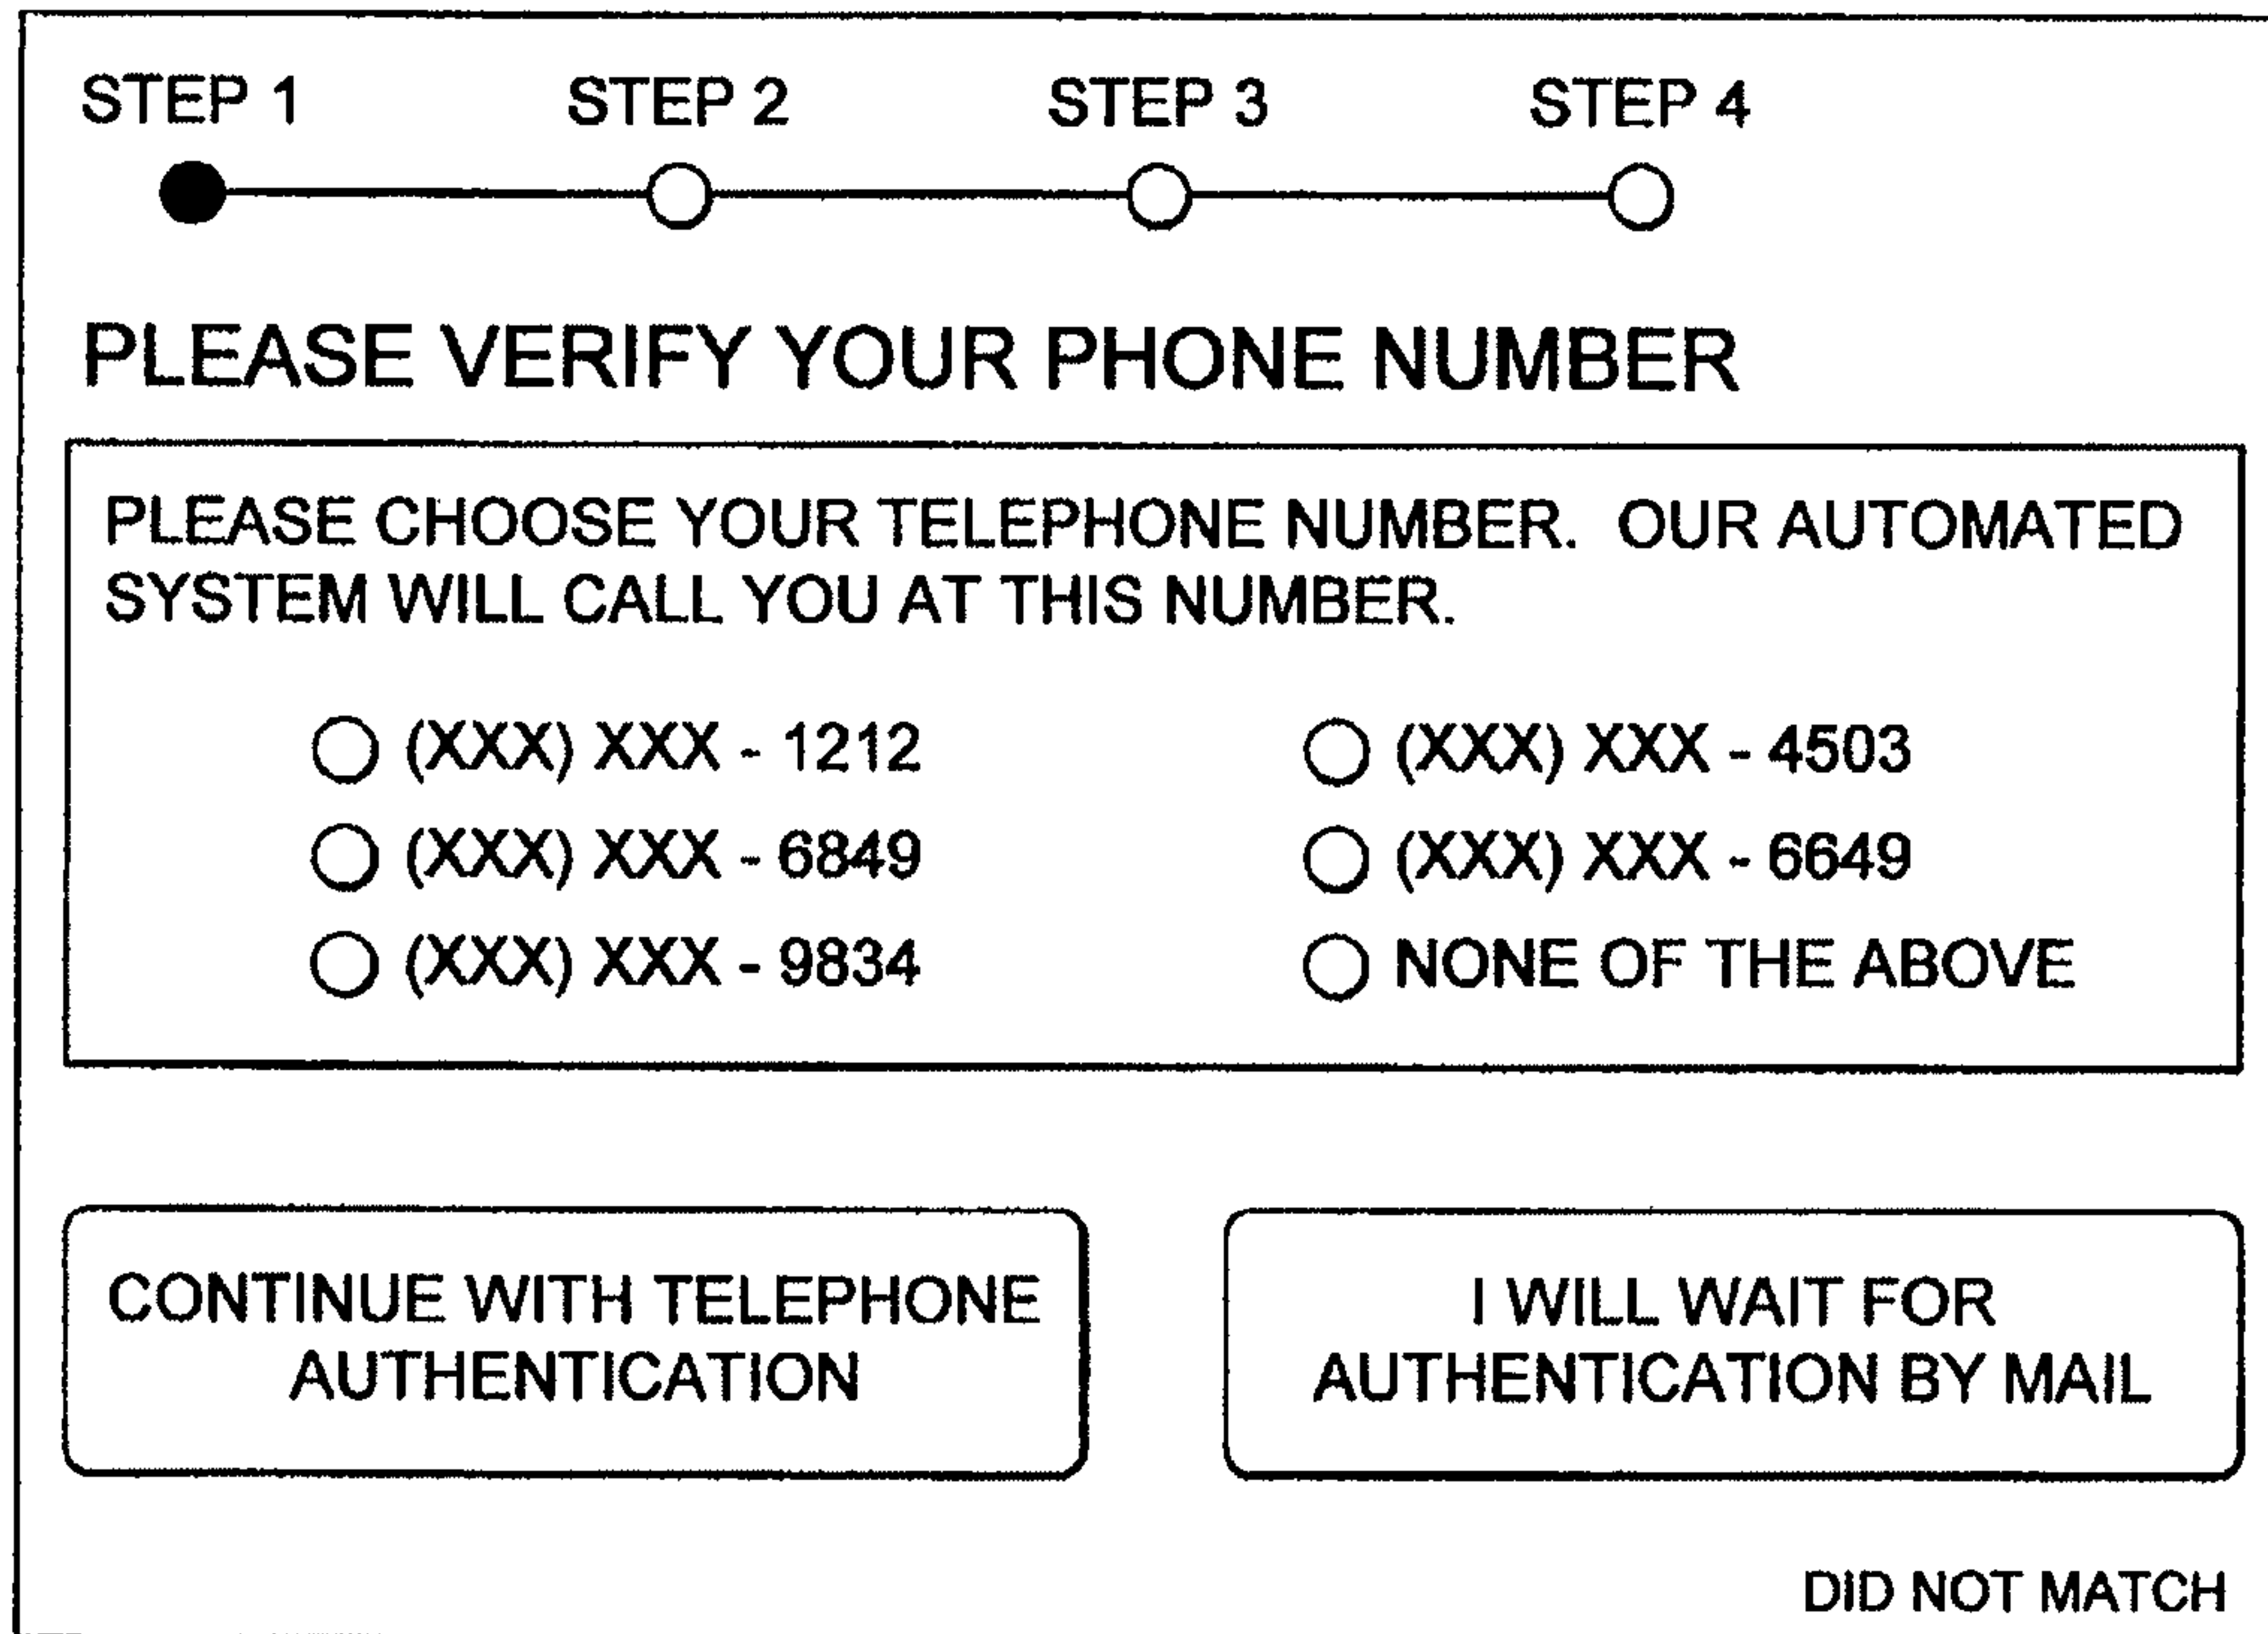 STEP 1 STEP 2 STEP 3 STEP 4
PLEASE VERIFY YOUR PHONE NUMBER
PLEASE CHOOSE YOUR TELEPHONE NUMBER. OUR AUTOMATED
SYSTEM WILL CALL YOU AT THIS NUMBER.
(XXX) XXX - 1212 (XXX) XXX - 4503
(XXX) XXX - 6849 (XXX) XXX - 6649
(XXX) XXX - 9834 NONE OF THE ABOVE
CONTINUE WITH TELEPHONE
AUTHENTICATION
I WILL WAIT FOR
AUTHENTICATION BY MAIL
DID NOT MATCH